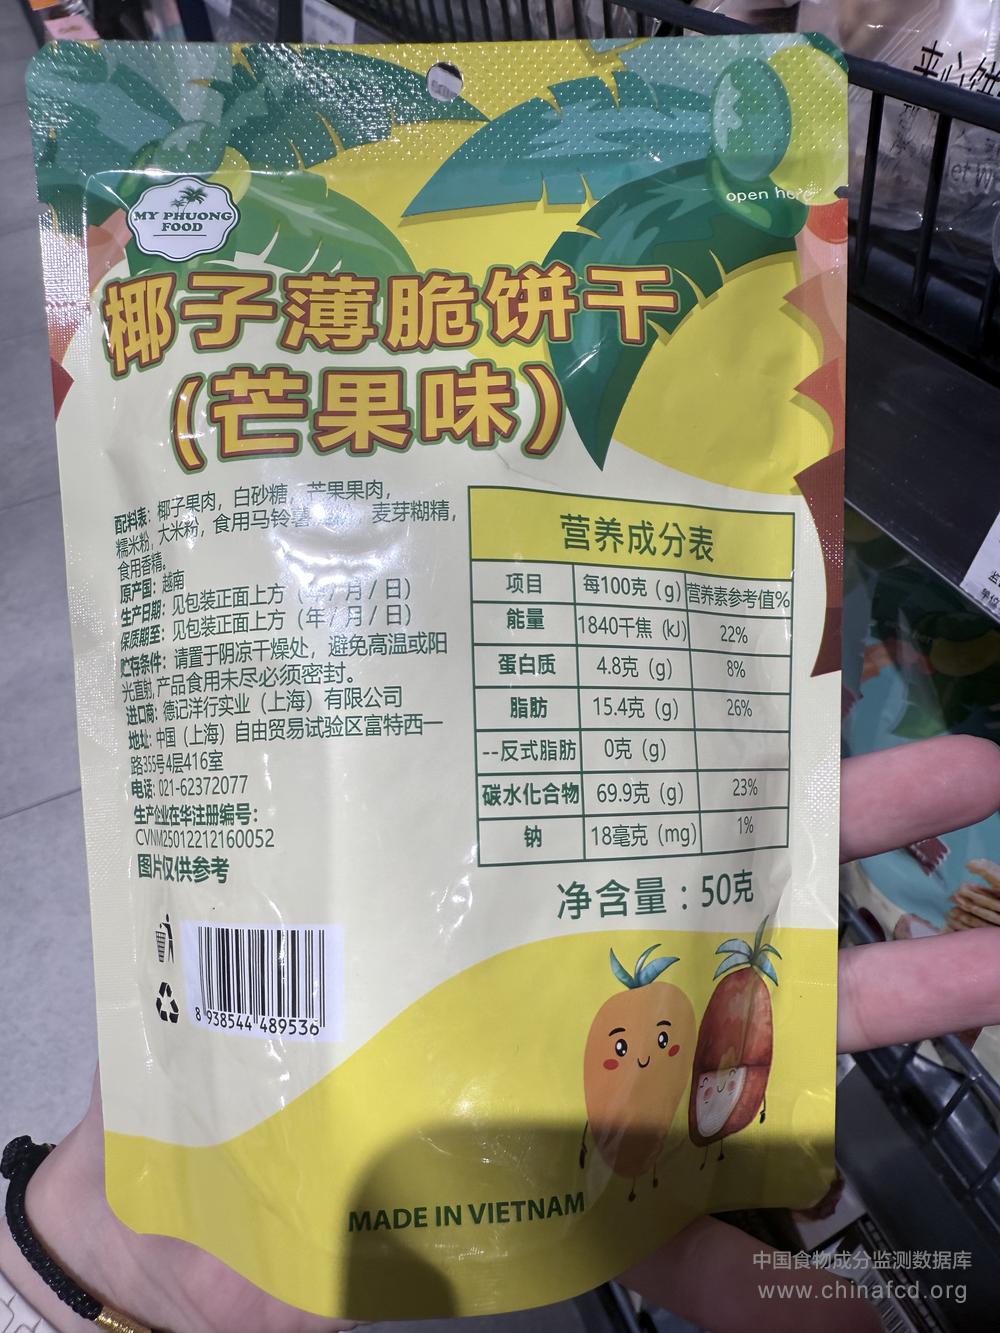 夹心饼
open here
MY PHUONG
FOOD
椰子薄脆饼干
（芒果味）
配料表：椰子果肉，白砂糖，芒果果肉，
糯米粉，大米粉，食用马铃薯 麦芽糊精，
食用香精。
原产国：越南
生产日期：见包装正面上方（年/月/日）
保质期至：见包装正面上方（年/月/日）
贮存条件：请置于阴凉干燥处，避免高温或阳
光直射，产品食用未尽必须密封。
进口商：德记洋行实业（上海）有限公司
地址：中国（上海）自由贸易试验区富特西一
路355号4层416室
电话：021-62372077
生产企业在华注册编号：
CVNM25012212160052
图片仅供参考
营养成分表
项目 每100克（g） 营养素参考值%
能量 1840千焦（kJ） 22%
蛋白质 4.8克（g） 8%
脂肪 15.4克（g） 26%
--反式脂肪 0克（g）
碳水化合物 69.9克（g） 23%
钠 18毫克（mg） 1%
净含量：50克
8 938544 489536
MADE IN VIETNAM
中国食物成分监测数据库
www.chinafcd.org